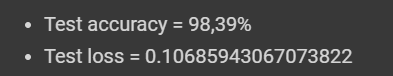 • Test accuracy = 98,39%
• Test loss = 0.10685943067073822